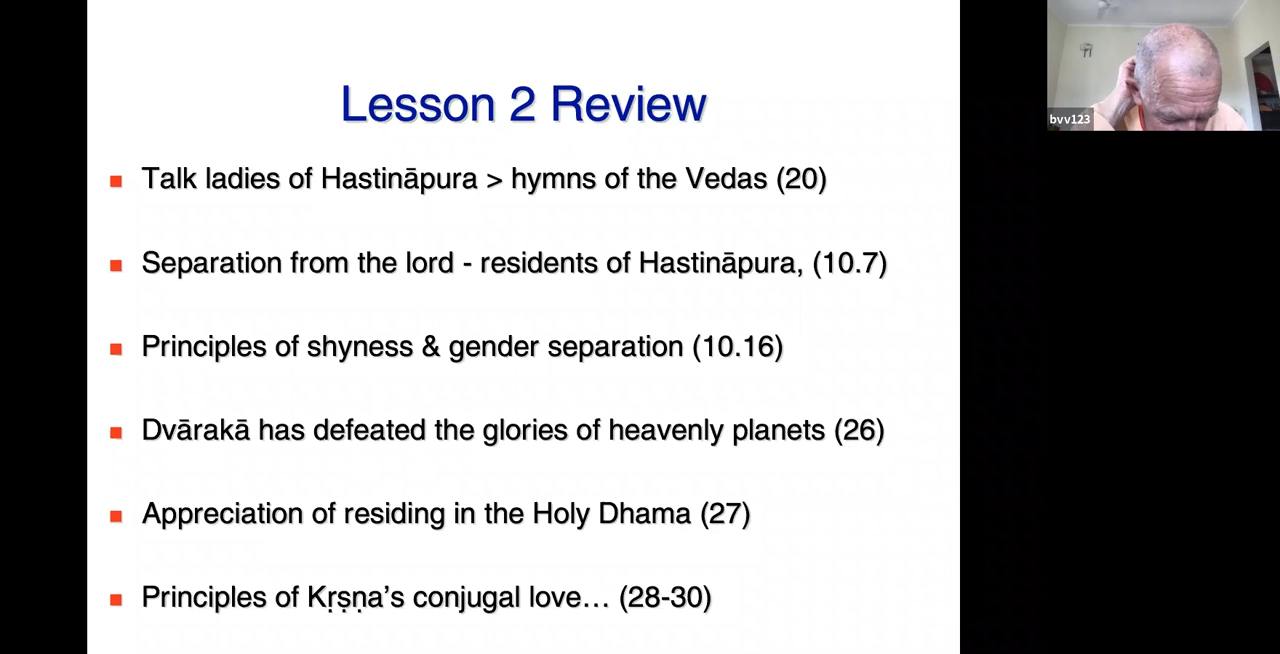 Lesson 2 Review
Talk ladies of Hastināpura > hymns of the Vedas (20)
Separation from the lord - residents of Hastināpura, (10.7)
Principles of shyness & gender separation (10.16)
Dvārakā has defeated the glories of heavenly planets (26)
Appreciation of residing in the Holy Dhama (27)
Principles of Kṛṣṇa’s conjugal love… (28-30)
bvv123